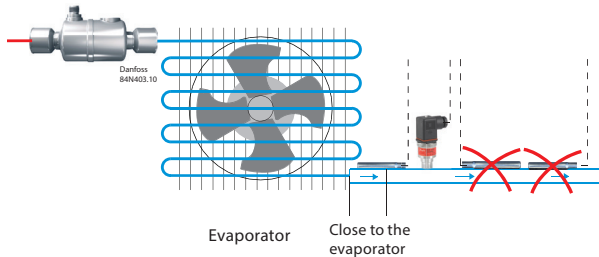 Danfoss
84N403.10
Evaporator
Close to the
evaporator